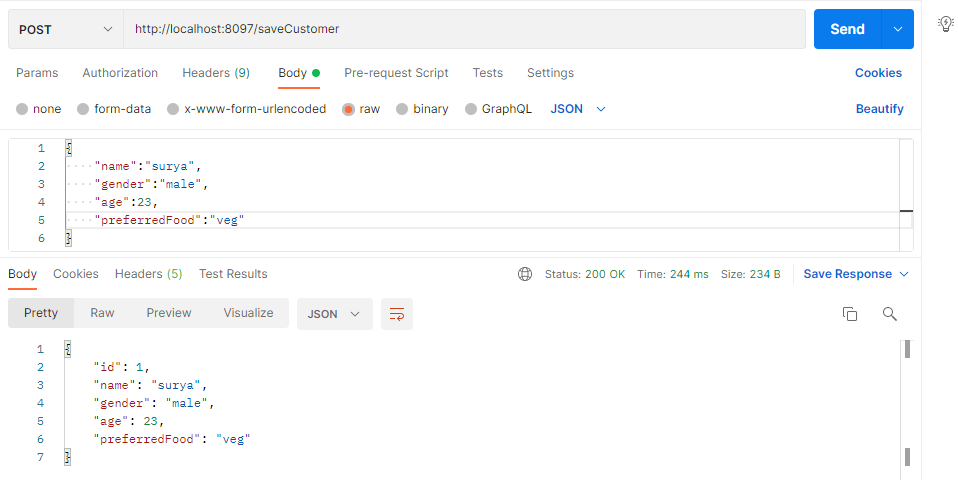 POST http://localhost:8097/saveCustomer Send
Params Authorization Headers (9) Body Pre-request Script Tests Settings Cookies
none form-data x-www-form-urlencoded raw binary GraphQL JSON Beautify
1 {
2 "name":"surya",
3 "gender":"male",
4 "age":23,
5 "preferredFood":"veg"
6 }
Body Cookies Headers (5) Test Results Status: 200 OK Time: 244 ms Size: 234 B Save Response
Pretty Raw Preview Visualize JSON
1 {
2 "id": 1,
3 "name": "surya",
4 "gender": "male",
5 "age": 23,
6 "preferredFood": "veg"
7 }